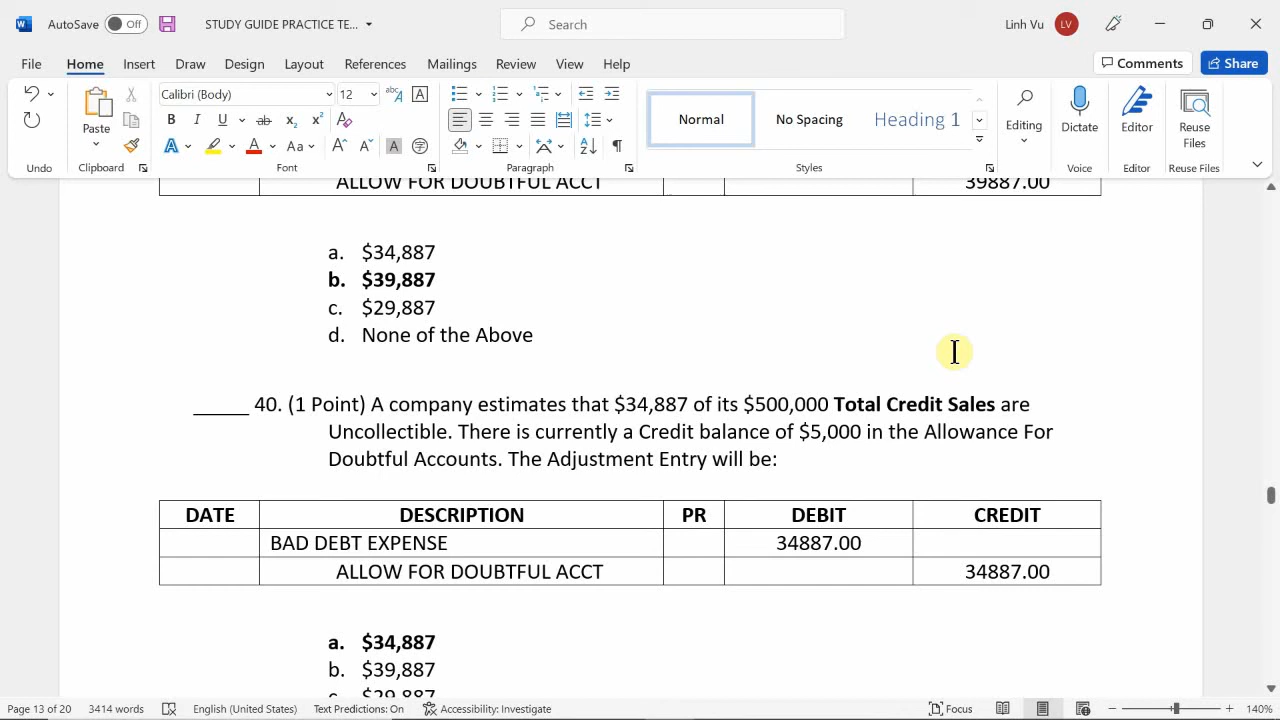 AutoSave Off STUDY GUIDE PRACTICE TE... Search Linh Vu LV
File Home Insert Draw Design Layout References Mailings Review View Help Comments Share
Calibri (Body) 12
Paste
Normal No Spacing Heading 1
Editing Dictate Editor Reuse Files
Undo Clipboard Font Paragraph Styles Voice Editor Reuse Files
ALLOW FOR DOUBTFUL ACCT 39887.00
a. $34,887
b. $39,887
c. $29,887
d. None of the Above
_____ 40. (1 Point) A company estimates that $34,887 of its $500,000 Total Credit Sales are
Uncollectible. There is currently a Credit balance of $5,000 in the Allowance For
Doubtful Accounts. The Adjustment Entry will be:
DATE DESCRIPTION PR DEBIT CREDIT
BAD DEBT EXPENSE 34887.00
ALLOW FOR DOUBTFUL ACCT 34887.00
a. $34,887
b. $39,887
c. $29,887
Page 13 of 20 3414 words English (United States) Text Predictions: On Accessibility: Investigate Focus 140%